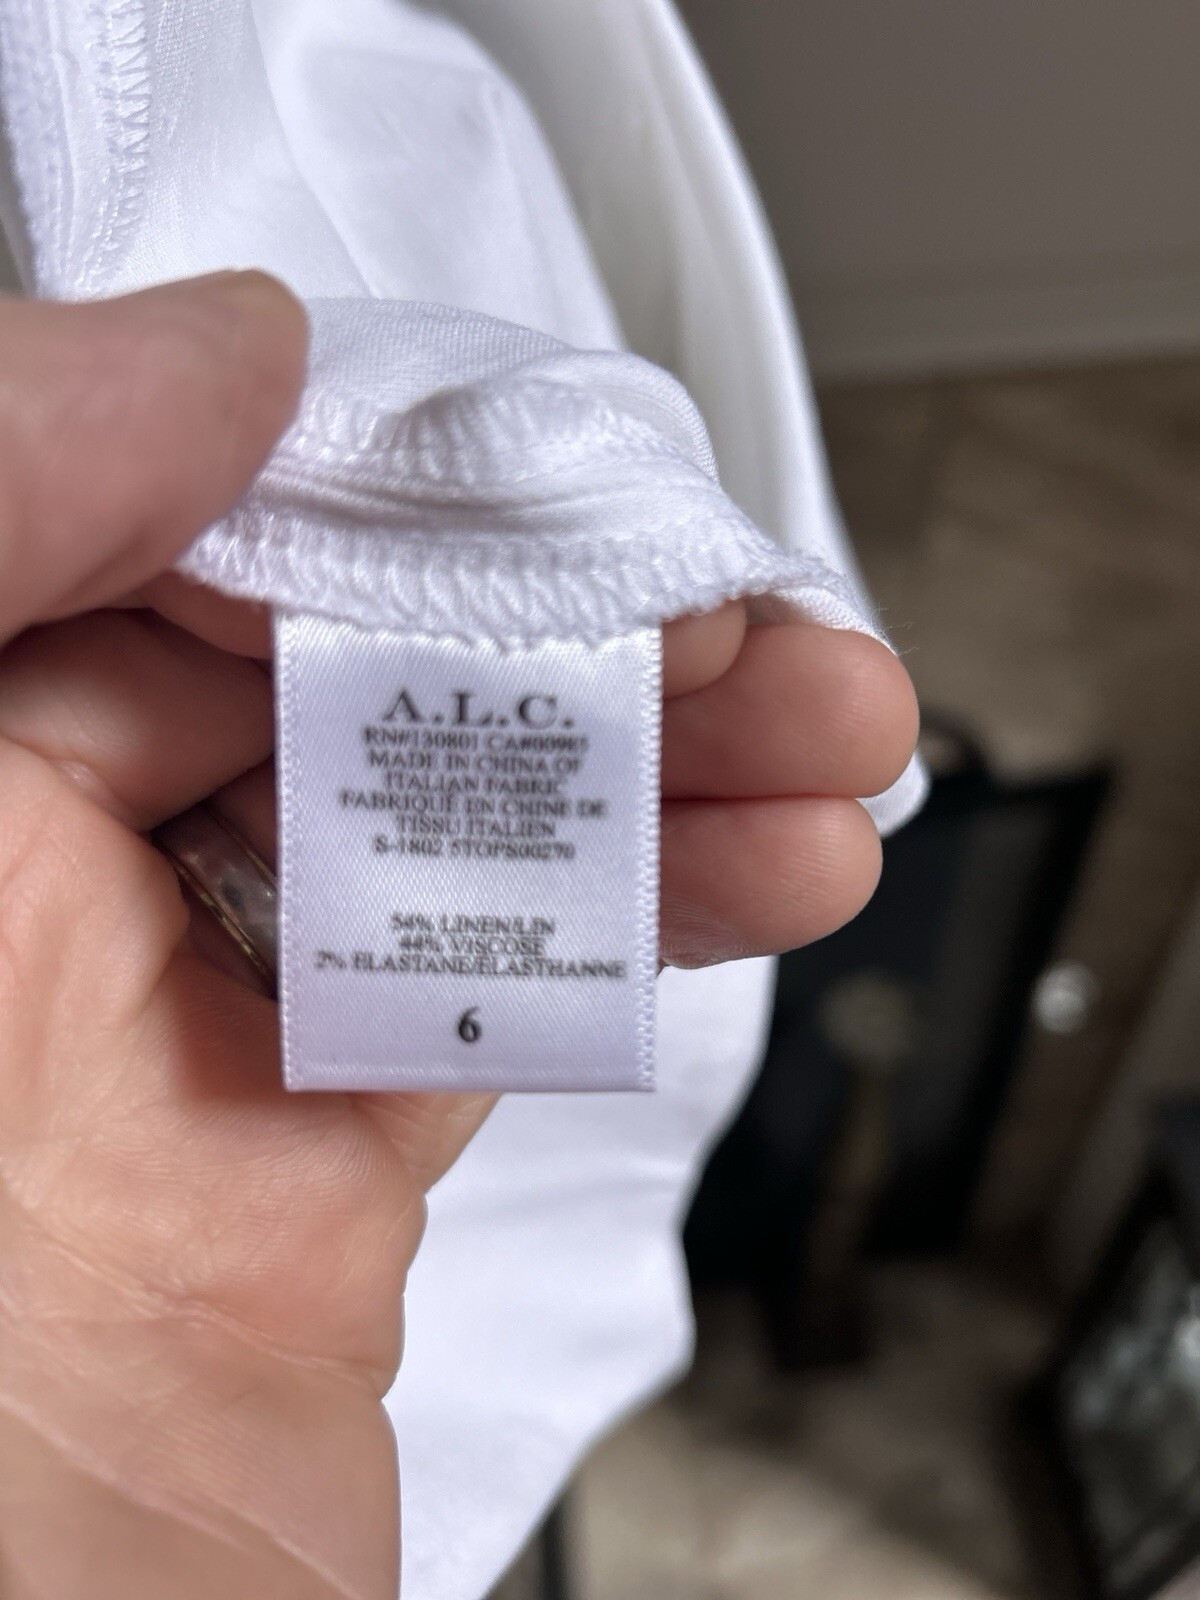 A.L.C.
RN#130801 CA#00985
MADE IN CHINA OF
ITALIAN FABRIC
FABRIQUÉ EN CHINE DE
TISSU ITALIEN
S-1802 5TOPS00270
54% LINEN/LIN
44% VISCOSE
2% ELASTANE/ELASTHANNE
6